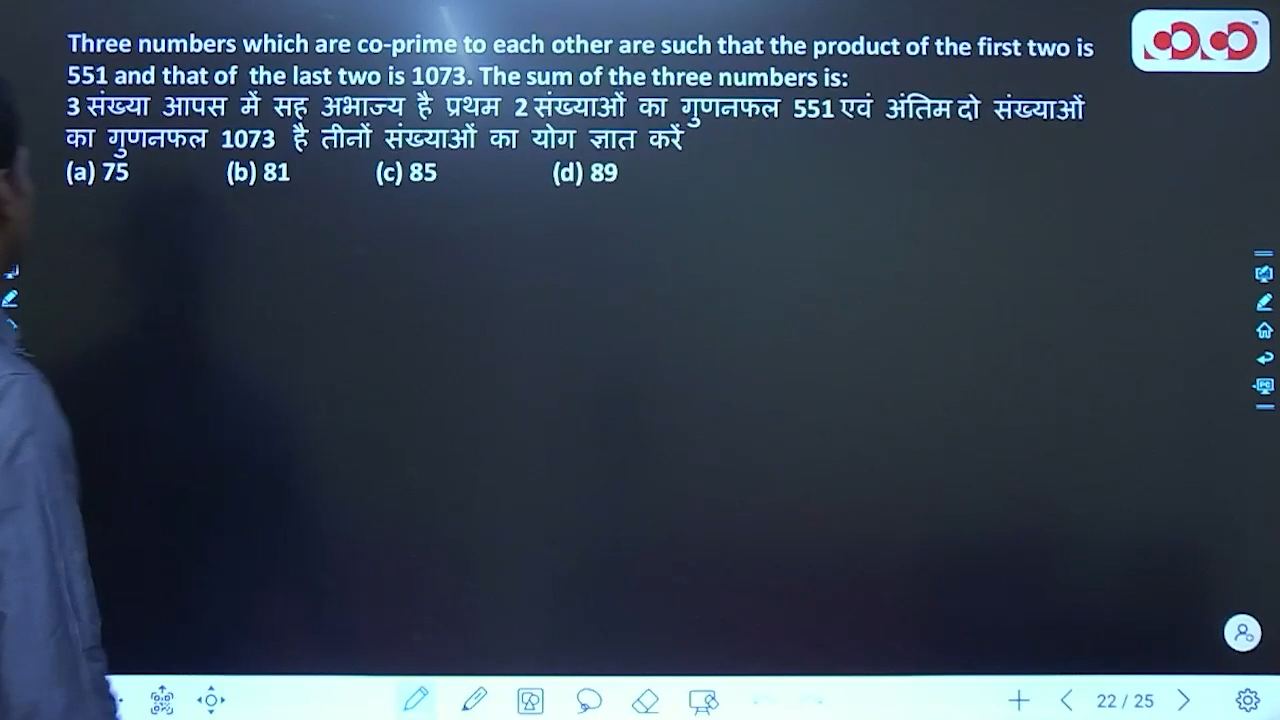 Three numbers which are co-prime to each other are such that the product of the first two is
551 and that of the last two is 1073. The sum of the three numbers is:
3 संख्या आपस में सह अभाज्य है प्रथम 2 संख्याओं का गुणनफल 551 एवं अंतिम दो संख्याओं
का गुणनफल 1073 है तीनों संख्याओं का योग ज्ञात करें
(a) 75 (b) 81 (c) 85 (d) 89
22 / 25